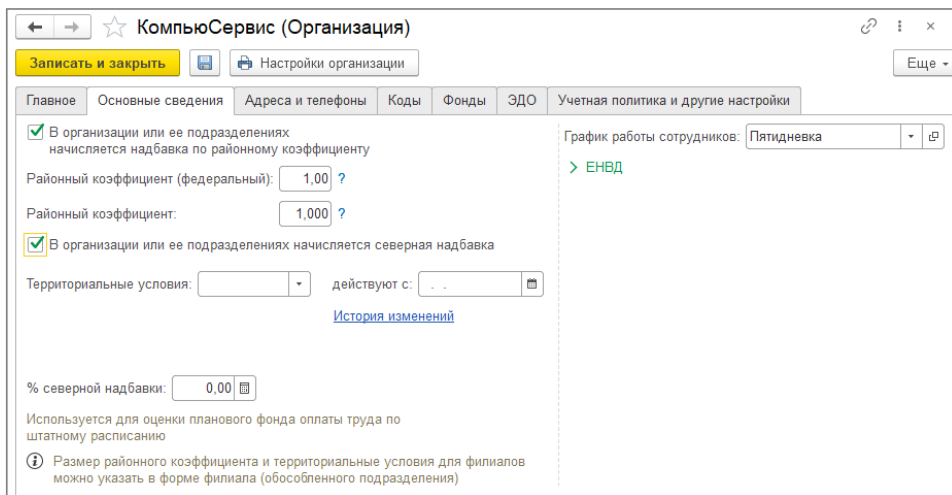 КомпьюСервис (Организация)
Записать и закрыть
Настройки организации
Еще
Главное
Основные сведения
Адреса и телефоны
Коды
Фонды
ЭДО
Учетная политика и другие настройки
В организации или ее подразделениях
начисляется надбавка по районному коэффициенту
График работы сотрудников: Пятидневка
ЕНВД
Районный коэффициент (федеральный): 1,00 ?
Районный коэффициент: 1,000 ?
В организации или ее подразделениях начисляется северная надбавка
Территориальные условия: действуют с: . .
История изменений
% северной надбавки: 0,00
Используется для оценки планового фонда оплаты труда по
штатному расписанию
Размер районного коэффициента и территориальные условия для филиалов
можно указать в форме филиала (обособленного подразделения)